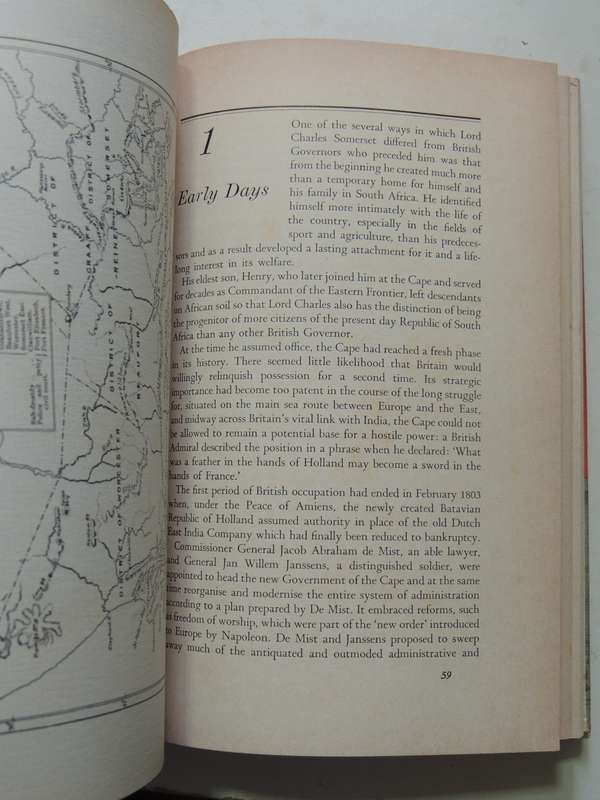 DISTRICT OF
GRAAFF
REINET
DISTRICT OF
SOMERSET
DISTRICT OF
BEAUFORT
DISTRICT OF WORCESTER
1
Early Days
One of the several ways in which Lord
Charles Somerset differed from British
Governors who preceded him was that
from the beginning he created much more
than a temporary home for himself and
his family in South Africa. He identified
himself more intimately with the life of
the country, especially in the fields of
sport and agriculture, than his predeces-
sors and as a result developed a lasting attachment for it and a life-
long interest in its welfare.
His eldest son, Henry, who later joined him at the Cape and served
for decades as Commandant of the Eastern Frontier, left descendants
on African soil so that Lord Charles also has the distinction of being
the progenitor of more citizens of the present day Republic of South
Africa than any other British Governor.
At the time he assumed office, the Cape had reached a fresh phase
in its history. There seemed little likelihood that Britain would
willingly relinquish possession for a second time. Its strategic
importance had become too patent in the course of the long struggle
for, situated on the main sea route between Europe and the East,
and midway across Britain's vital link with India, the Cape could not
be allowed to remain a potential base for a hostile power: a British
Admiral described the position in a phrase when he declared: 'What
was a feather in the hands of Holland may become a sword in the
hands of France.'
The first period of British occupation had ended in February 1803
when, under the Peace of Amiens, the newly created Batavian
Republic of Holland assumed authority in place of the old Dutch
East India Company which had finally been reduced to bankruptcy.
Commissioner General Jacob Abraham de Mist, an able lawyer,
and General Jan Willem Janssens, a distinguished soldier, were
appointed to head the new Government of the Cape and at the same
time reorganise and modernise the entire system of administration
according to a plan prepared by De Mist. It embraced reforms, such
as freedom of worship, which were part of the 'new order' introduced
to Europe by Napoleon. De Mist and Janssens proposed to sweep
away much of the antiquated and outmoded administrative and
59